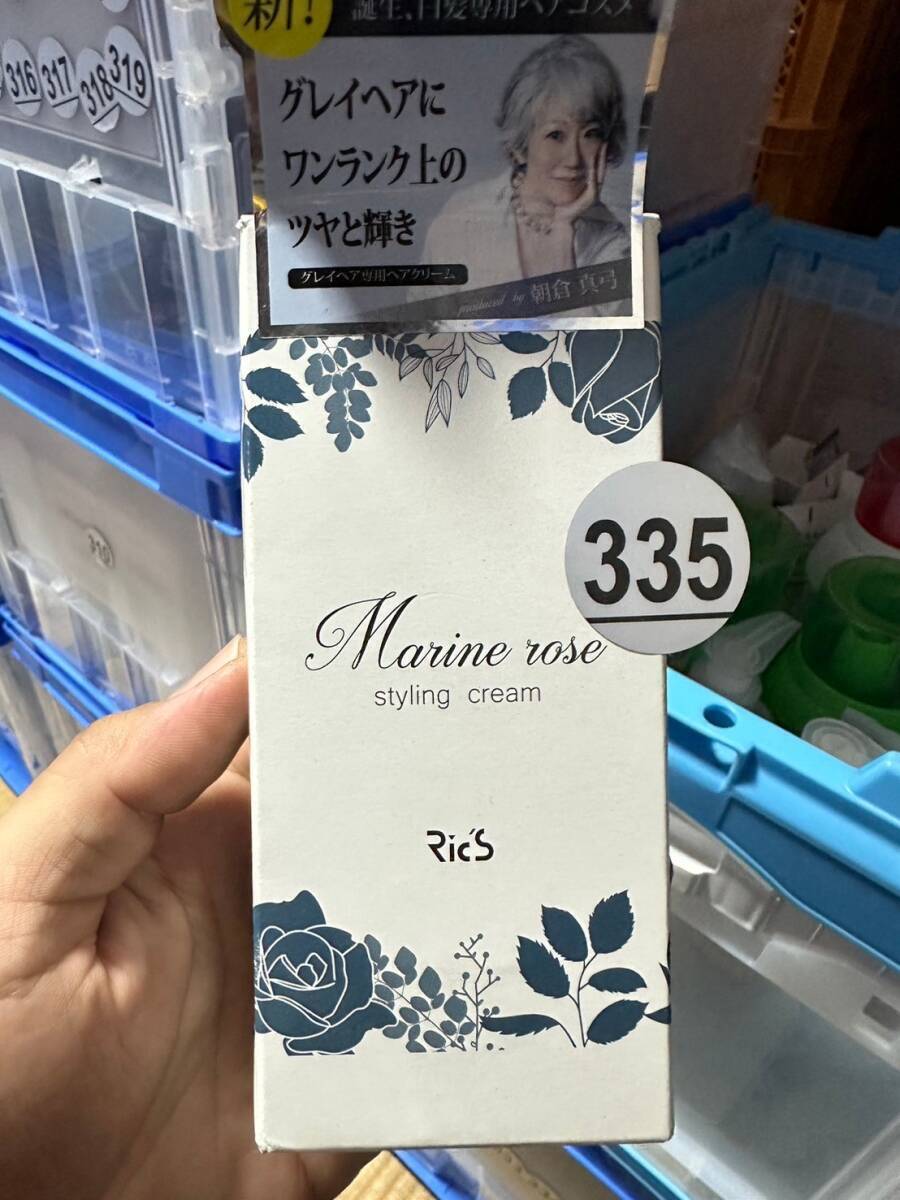 新!
誕生、白髪専用ヘアコスメ
316
317
318
319
グレイヘアに
ワンランク上の
ツヤと輝き
グレイヘア専用ヘアクリーム
produced by 朝倉 真弓
335
310
Marine rose
styling cream
Ric'S